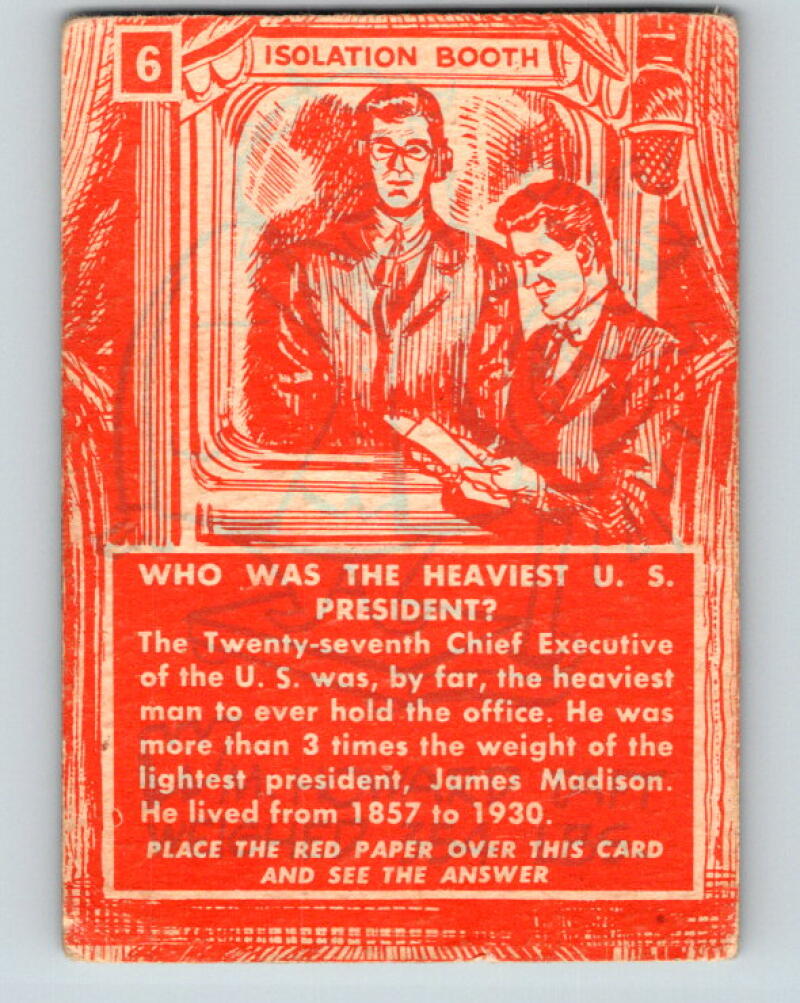 6
ISOLATION BOOTH
WHO WAS THE HEAVIEST U. S.
PRESIDENT?
The Twenty-seventh Chief Executive
of the U. S. was, by far, the heaviest
man to ever hold the office. He was
more than 3 times the weight of the
lightest president, James Madison.
He lived from 1857 to 1930.
PLACE THE RED PAPER OVER THIS CARD
AND SEE THE ANSWER